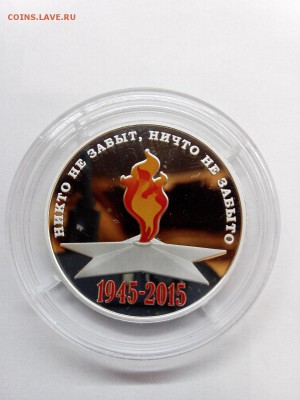 COINS.LAVE.RU
НИКТО НЕ ЗАБЫТ, НИЧТО НЕ ЗАБЫТО
1945-2015